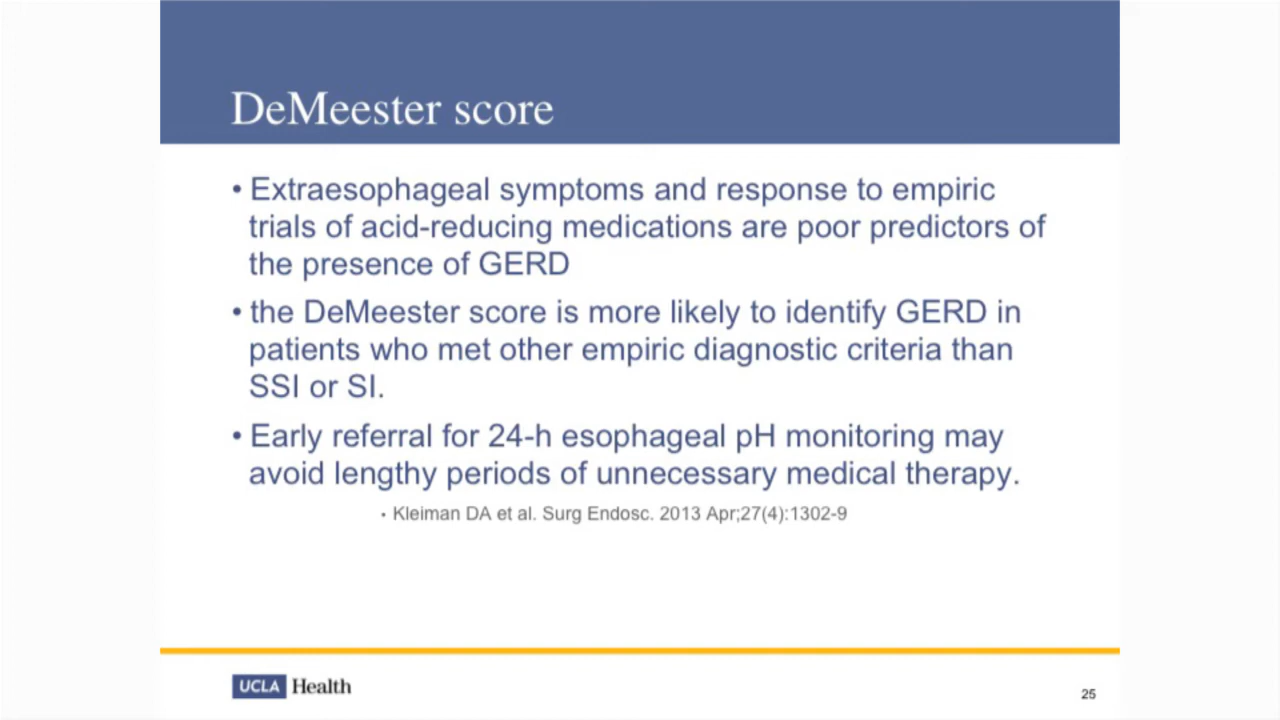 DeMeester score
• Extraesophageal symptoms and response to empiric
trials of acid-reducing medications are poor predictors of
the presence of GERD
• the DeMeester score is more likely to identify GERD in
patients who met other empiric diagnostic criteria than
SSI or SI.
• Early referral for 24-h esophageal pH monitoring may
avoid lengthy periods of unnecessary medical therapy.
• Kleiman DA et al. Surg Endosc. 2013 Apr;27(4):1302-9
UCLA Health
25